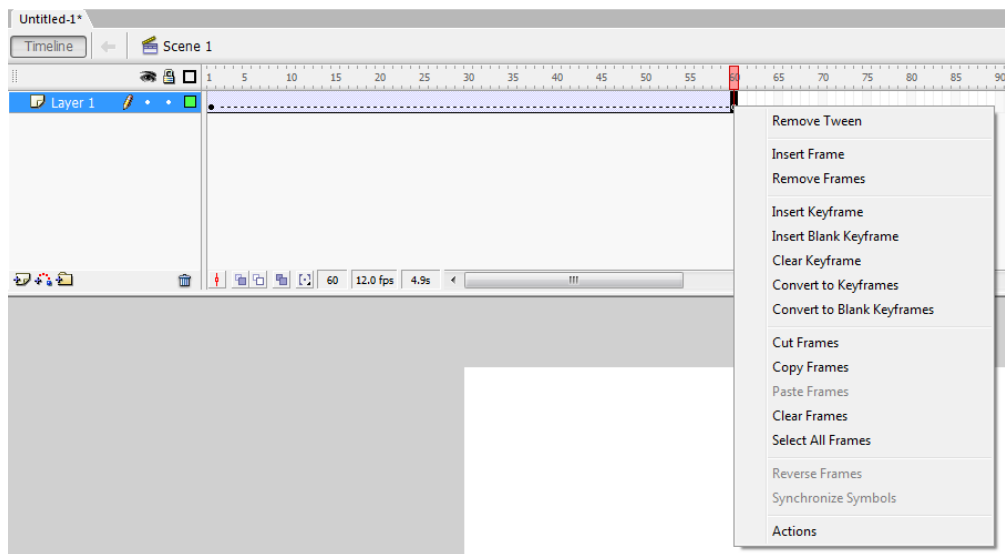 Untitled-1*
Timeline Scene 1
1 5 10 15 20 25 30 35 40 45 50 55 60 65 70 75 80 85 90
Layer 1
Remove Tween
Insert Frame
Remove Frames
Insert Keyframe
Insert Blank Keyframe
Clear Keyframe
Convert to Keyframes
Convert to Blank Keyframes
Cut Frames
Copy Frames
Paste Frames
Clear Frames
Select All Frames
Reverse Frames
Synchronize Symbols
Actions
60 12.0 fps 4.9s